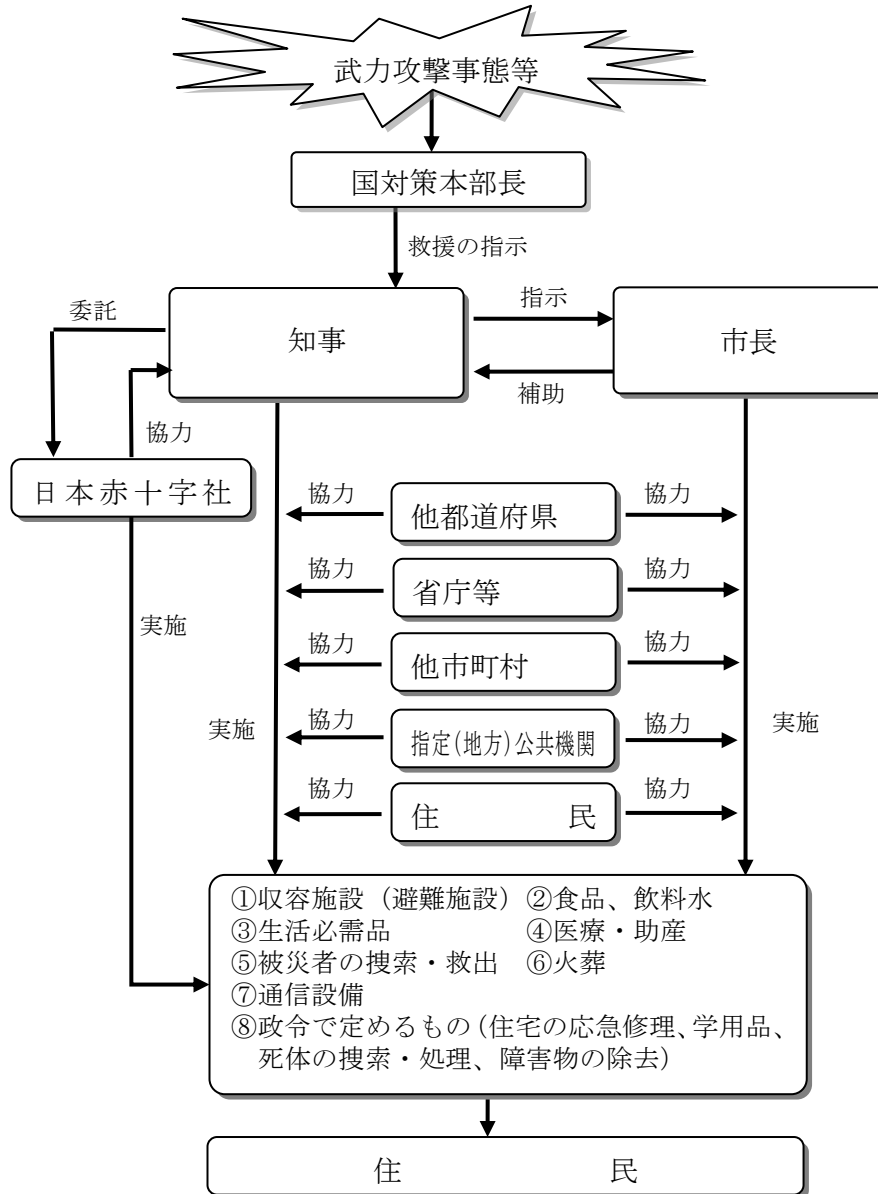 武力攻撃事態等
国対策本部長
救援の指示
委託
知事
指示
市長
補助
協力
日本赤十字社
協力
他都道府県
協力
協力
省庁等
協力
実施
協力
他市町村
協力
実施
協力
指定(地方)公共機関
協力
実施
協力
住　民
協力
①収容施設（避難施設）②食品、飲料水
③生活必需品　④医療・助産
⑤被災者の捜索・救出　⑥火葬
⑦通信設備
⑧政令で定めるもの（住宅の応急修理、学用品、
死体の捜索・処理、障害物の除去）
住　民